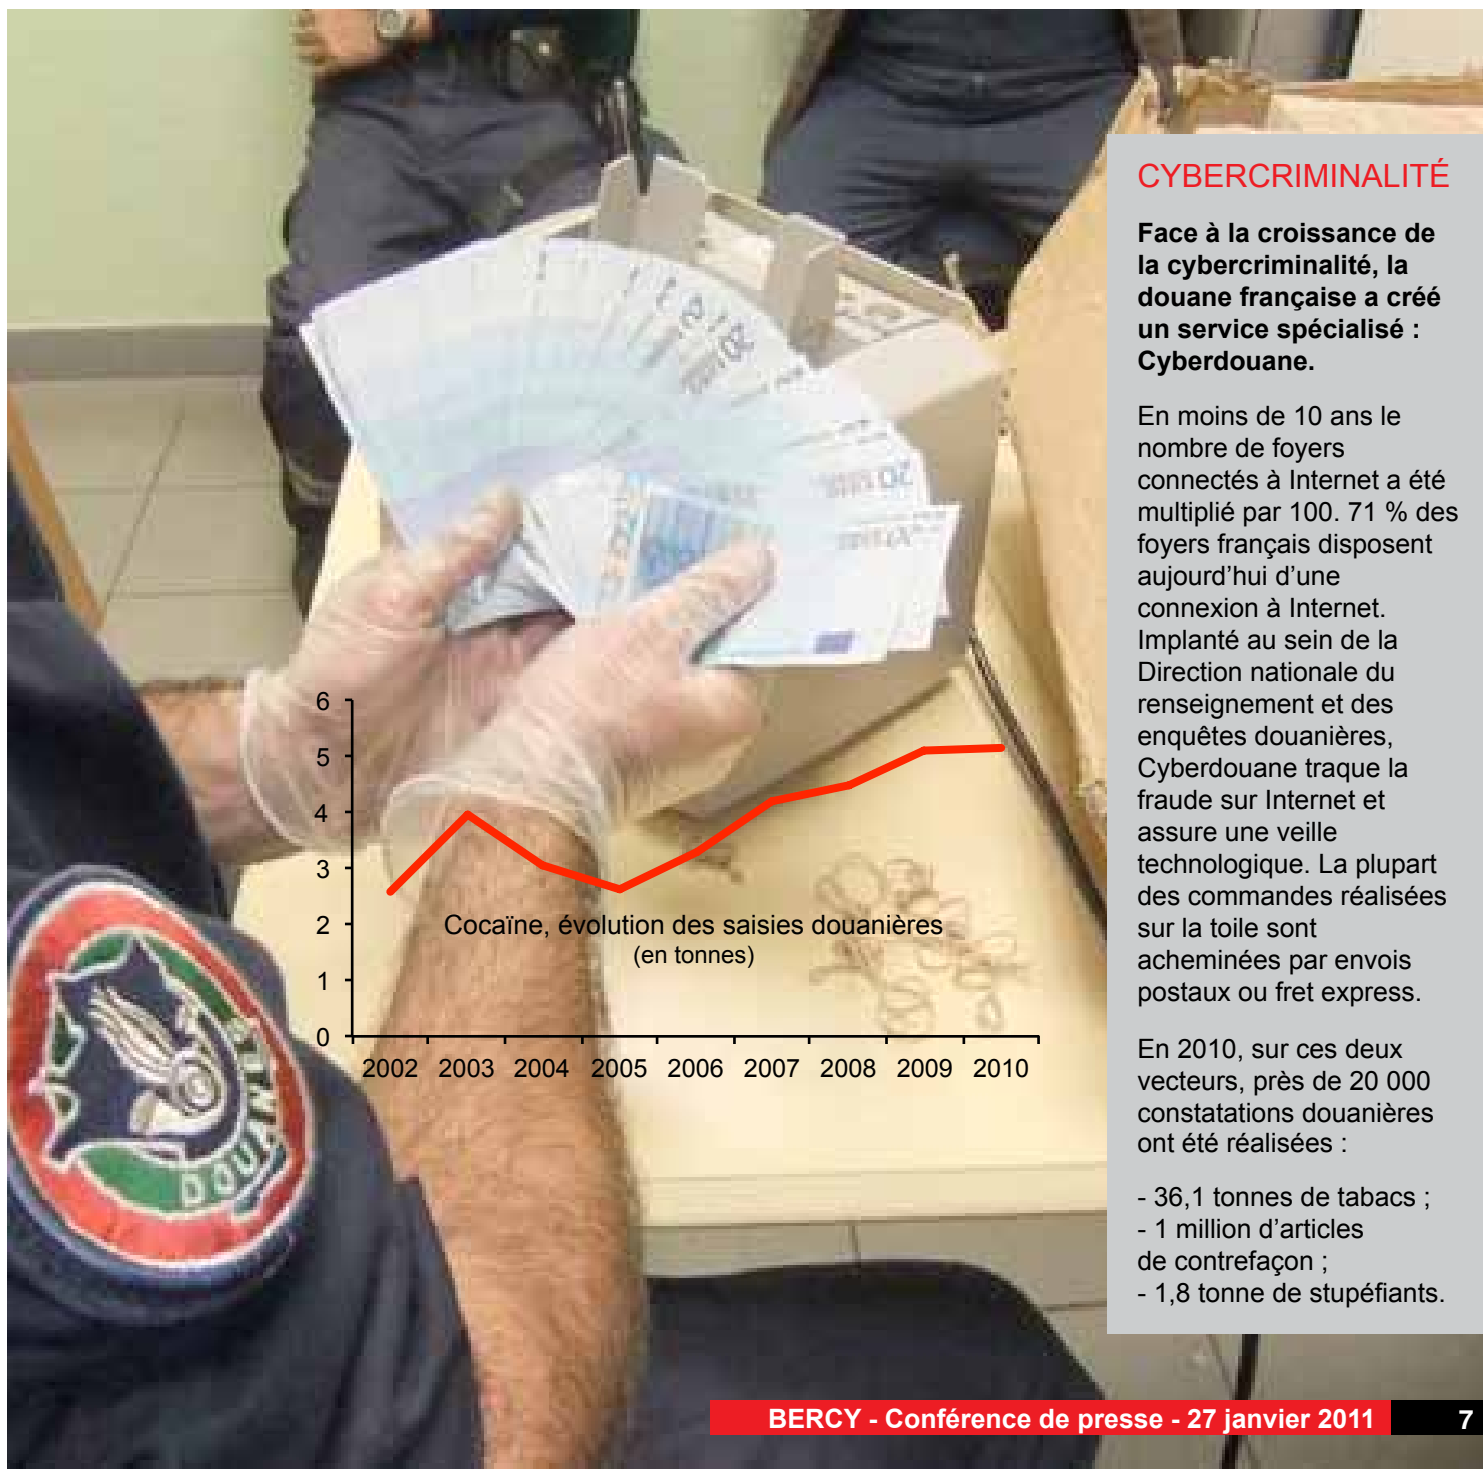 CYBERCRIMINALITÉ
Face à la croissance de
la cybercriminalité, la
douane française a créé
un service spécialisé :
Cyberdouane.
En moins de 10 ans le
nombre de foyers
connectés à Internet a été
multiplié par 100. 71 % des
foyers français disposent
aujourd’hui d’une
connexion à Internet.
Implanté au sein de la
Direction nationale du
renseignement et des
enquêtes douanières,
Cyberdouane traque la
fraude sur Internet et
assure une veille
technologique. La plupart
des commandes réalisées
sur la toile sont
acheminées par envois
postaux ou fret express.
En 2010, sur ces deux
vecteurs, près de 20 000
constatations douanières
ont été réalisées :
- 36,1 tonnes de tabacs ;
- 1 million d’articles
de contrefaçon ;
- 1,8 tonne de stupéfiants.
6
5
4
3
2
1
0
Cocaïne, évolution des saisies douanières
(en tonnes)
2002 2003 2004 2005 2006 2007 2008 2009 2010
DOUANES
20
20
BERCY - Conférence de presse - 27 janvier 2011 7